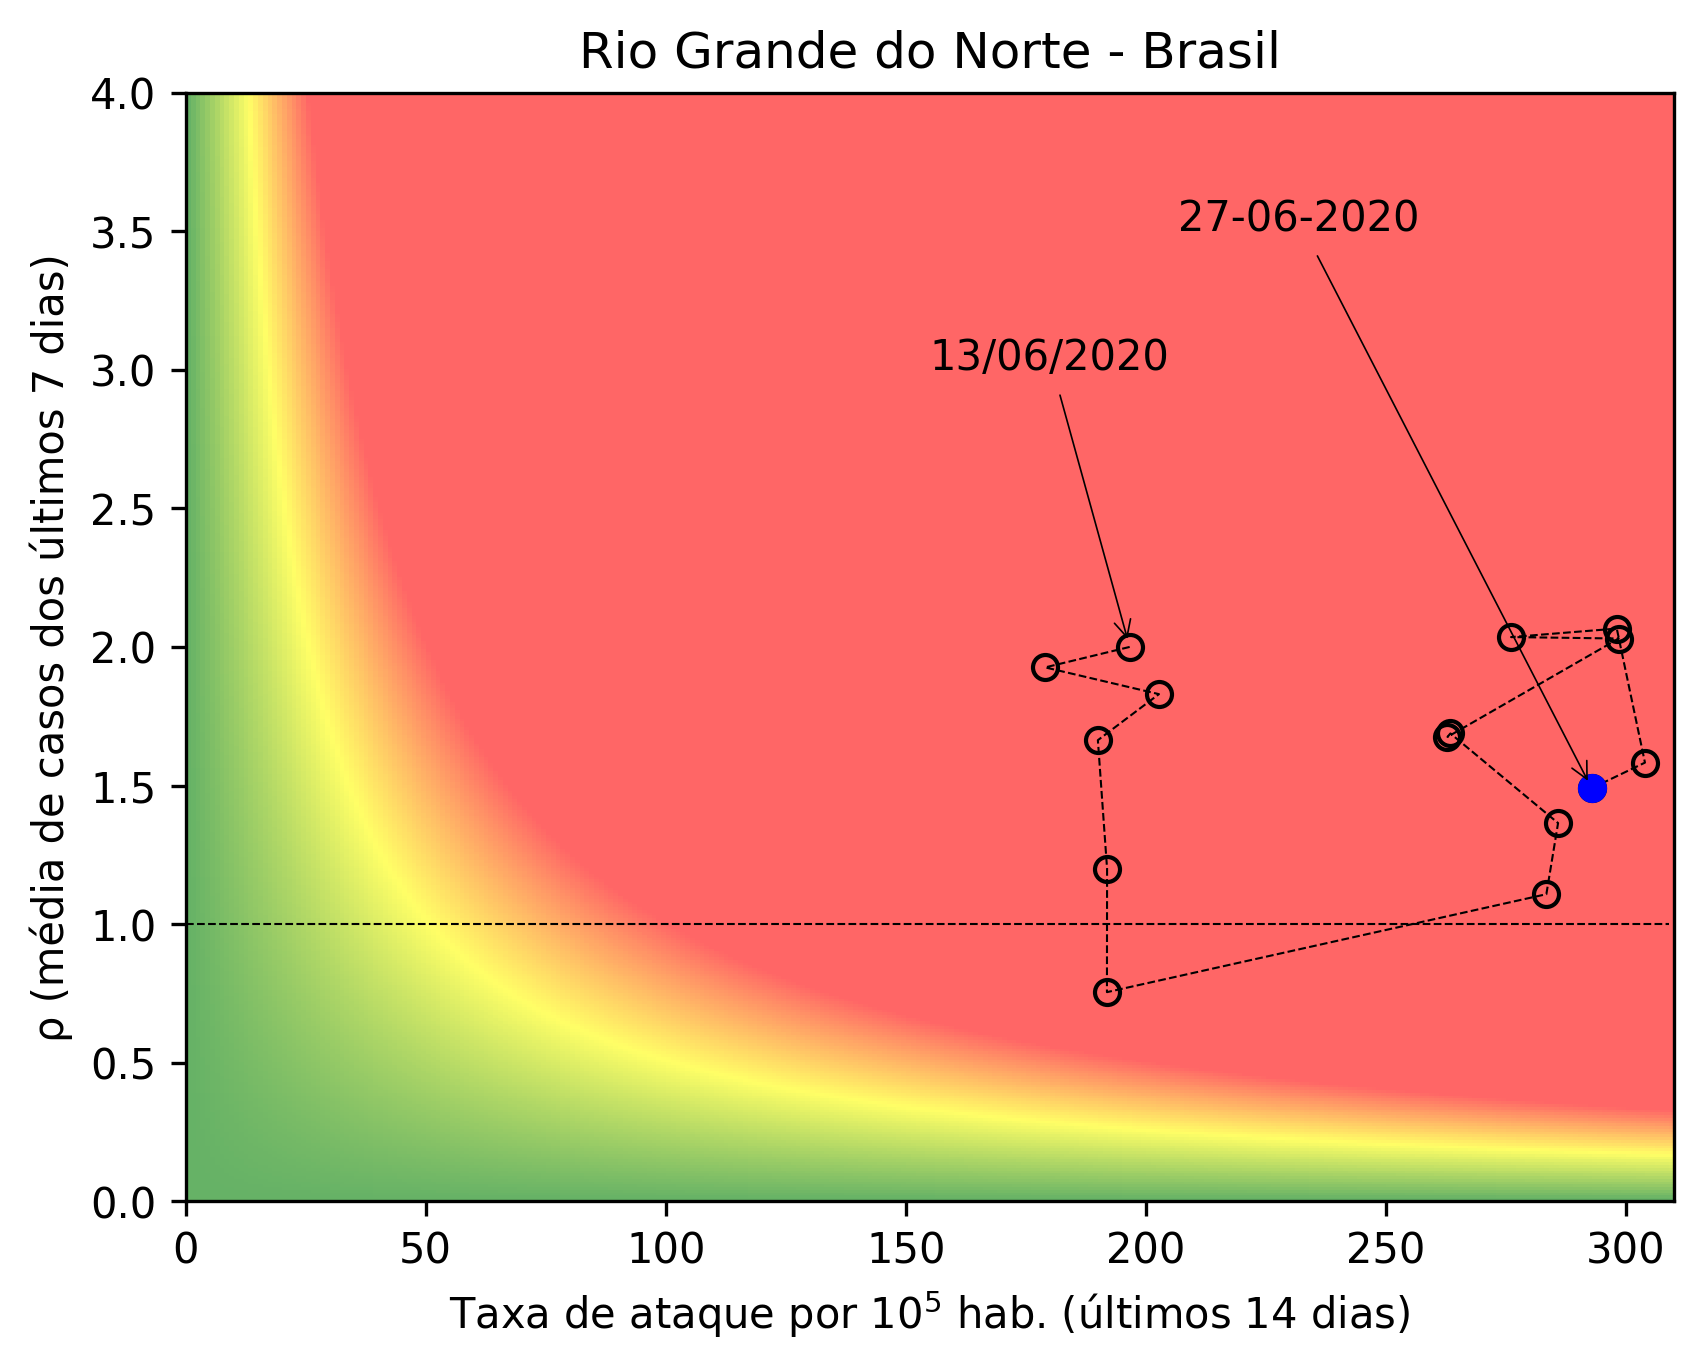 Rio Grande do Norte - Brasil
4.0
3.5
3.0
2.5
2.0
1.5
1.0
0.5
0.0
ρ (média de casos dos últimos 7 dias)
27-06-2020
13/06/2020
0 50 100 150 200 250 300
Taxa de ataque por 10⁵ hab. (últimos 14 dias)